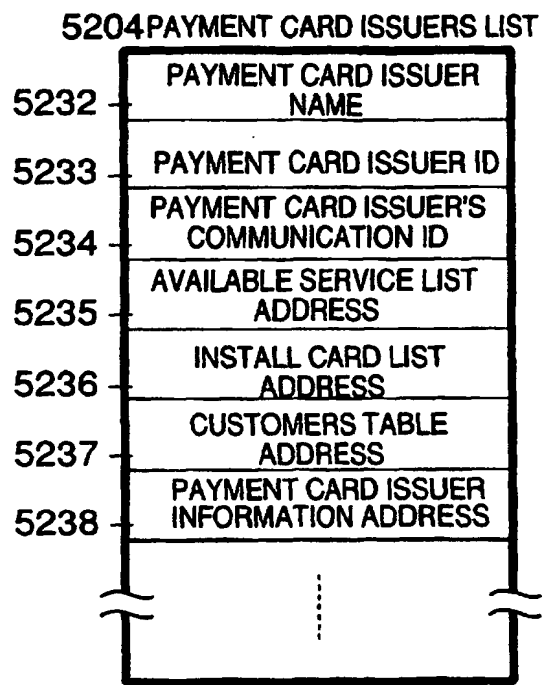 5204 PAYMENT CARD ISSUERS LIST
PAYMENT CARD ISSUER
5232 NAME
5233 PAYMENT CARD ISSUER ID
PAYMENT CARD ISSUER'S
5234 COMMUNICATION ID
AVAILABLE SERVICE LIST
5235 ADDRESS
INSTALL CARD LIST
5236 ADDRESS
CUSTOMERS TABLE
5237 ADDRESS
PAYMENT CARD ISSUER
5238 INFORMATION ADDRESS